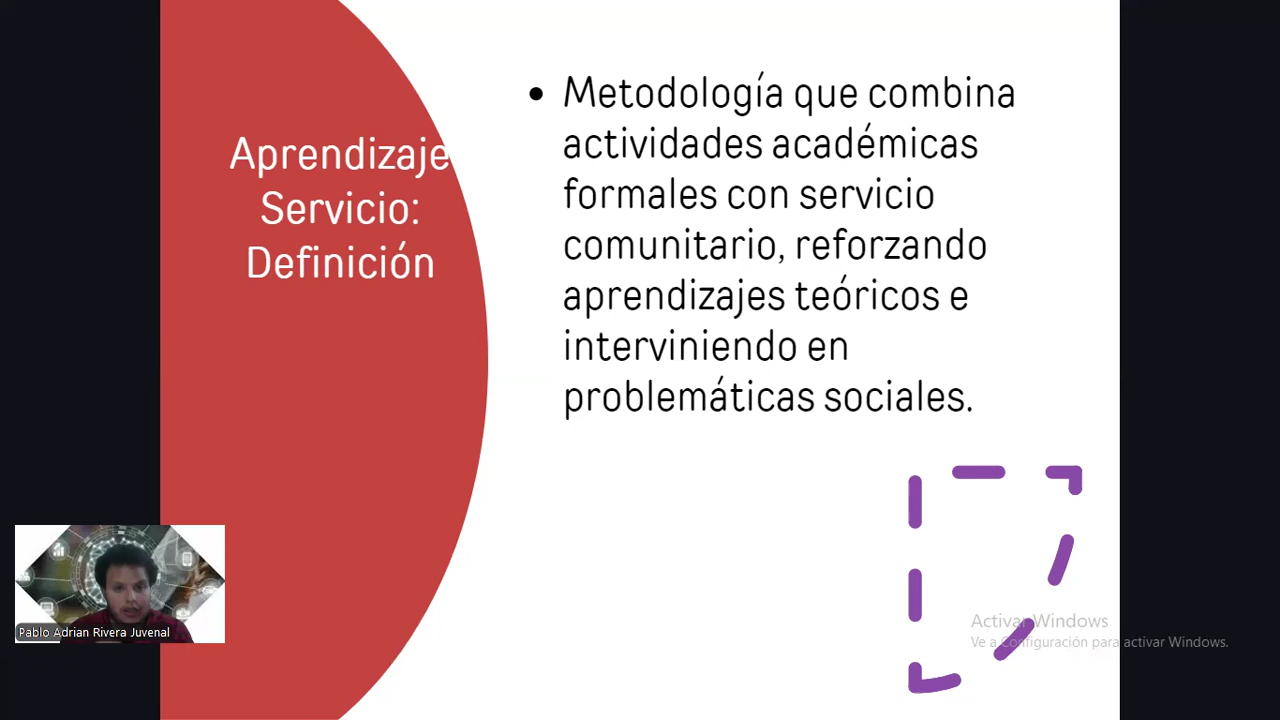 Aprendizaje
Servicio:
Definición
• Metodología que combina
actividades académicas
formales con servicio
comunitario, reforzando
aprendizajes teóricos e
interviniendo en
problemáticas sociales.
Pablo Adrian Rivera Juvenal
Activar Windows
Ve a Configuración para activar Windows.